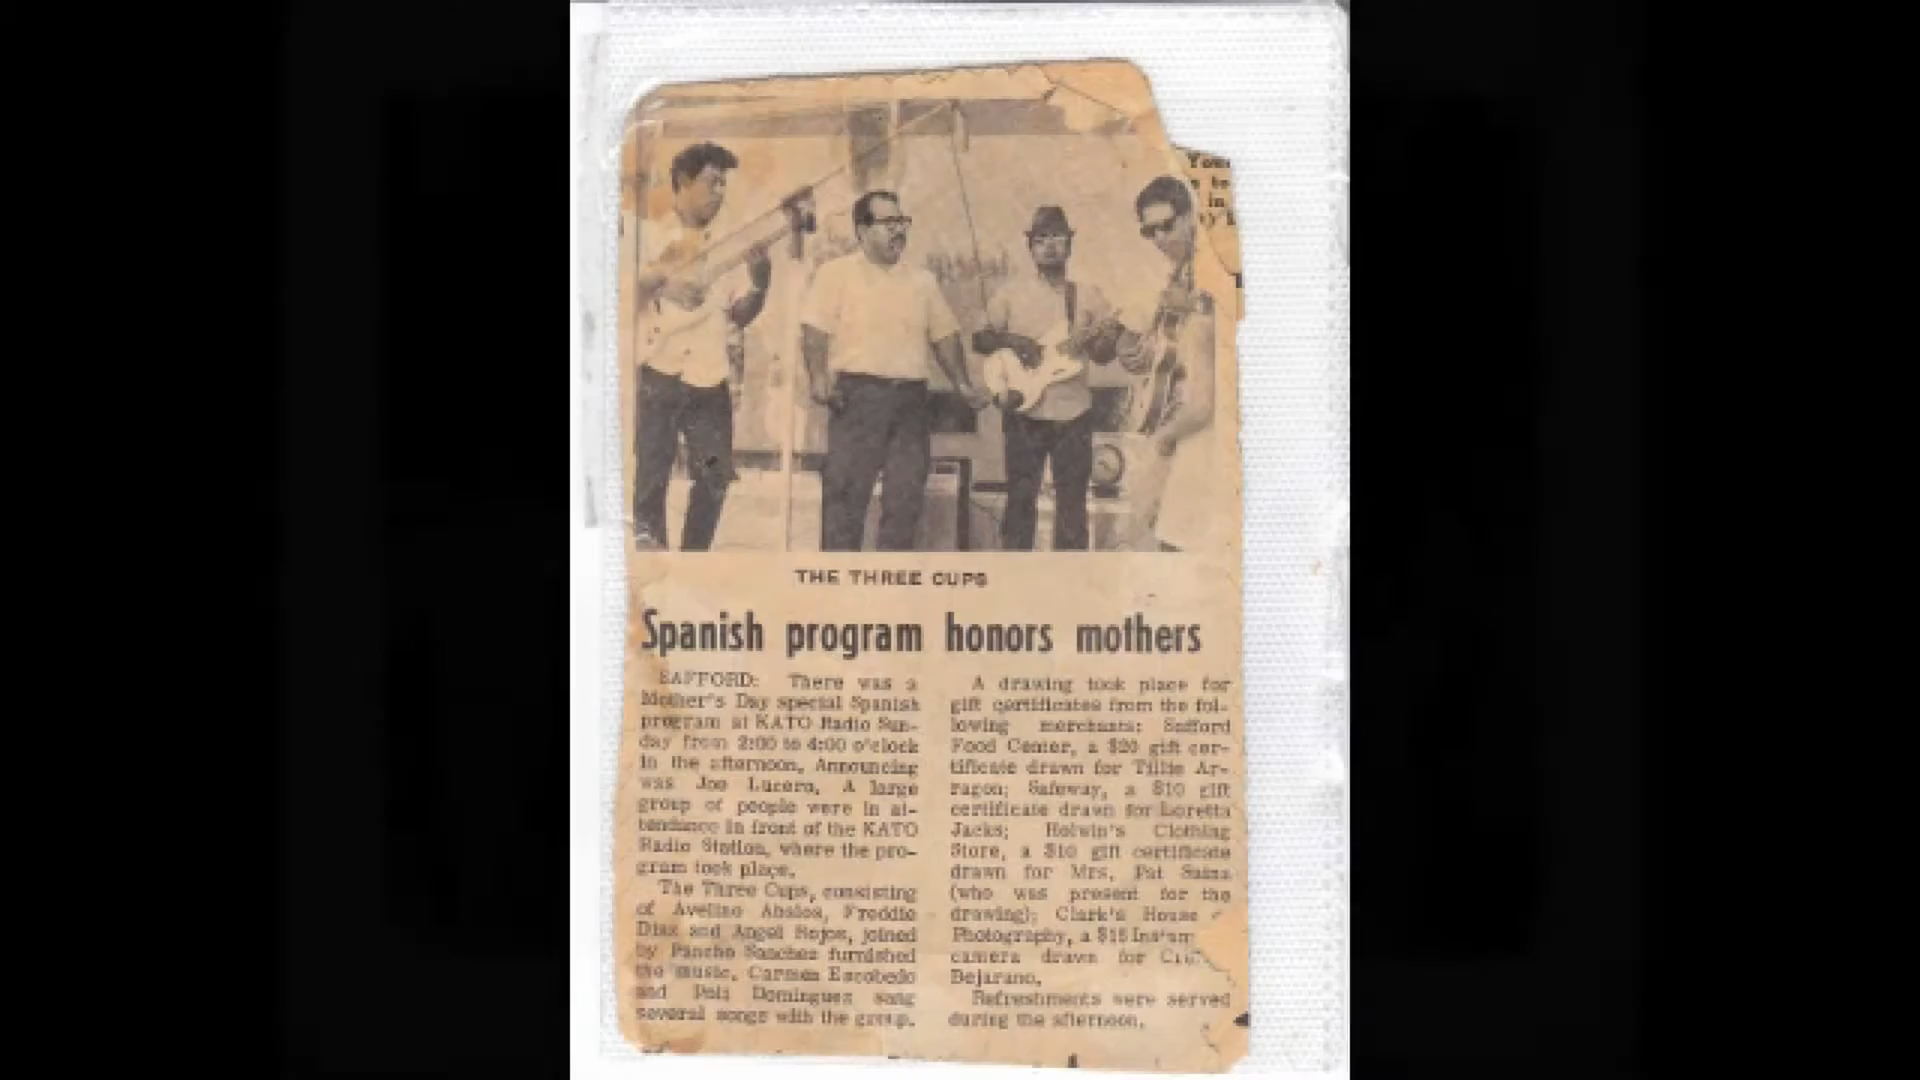 You
in
THE THREE CUPS
Spanish program honors mothers
SAFFORD: There was a
Mother's Day special Spanish
program at KATO Radio Sun-
day from 2:00 to 4:00 o'clock
in the afternoon. Announcing
was Joe Lucero. A large
group of people were in at-
tendance in front of the KATO
Radio Station, where the pro-
gram took place.
The Three Cups, consisting
of Avelino Abalos, Freddie
Diaz and Angel Rojos, joined
by Pancho Sanchez furnished
the music. Carmen Escobedo
and Dominguez sang
several songs with the group.
A drawing took place for
gift certificates from the fol-
lowing merchants: Safford
Food Center, a $20 gift cer-
tificate drawn for Tillie Ar-
ragon; Safeway, a $10 gift
certificate drawn for Loretta
Jacks; Clothing
Store, a $10 gift certificate
drawn for Mrs. Pat
(who was present for the
drawing); Clark's House
Photography, a $15
camera drawn for
Bejarano.
Refreshments were served
during the afternoon.